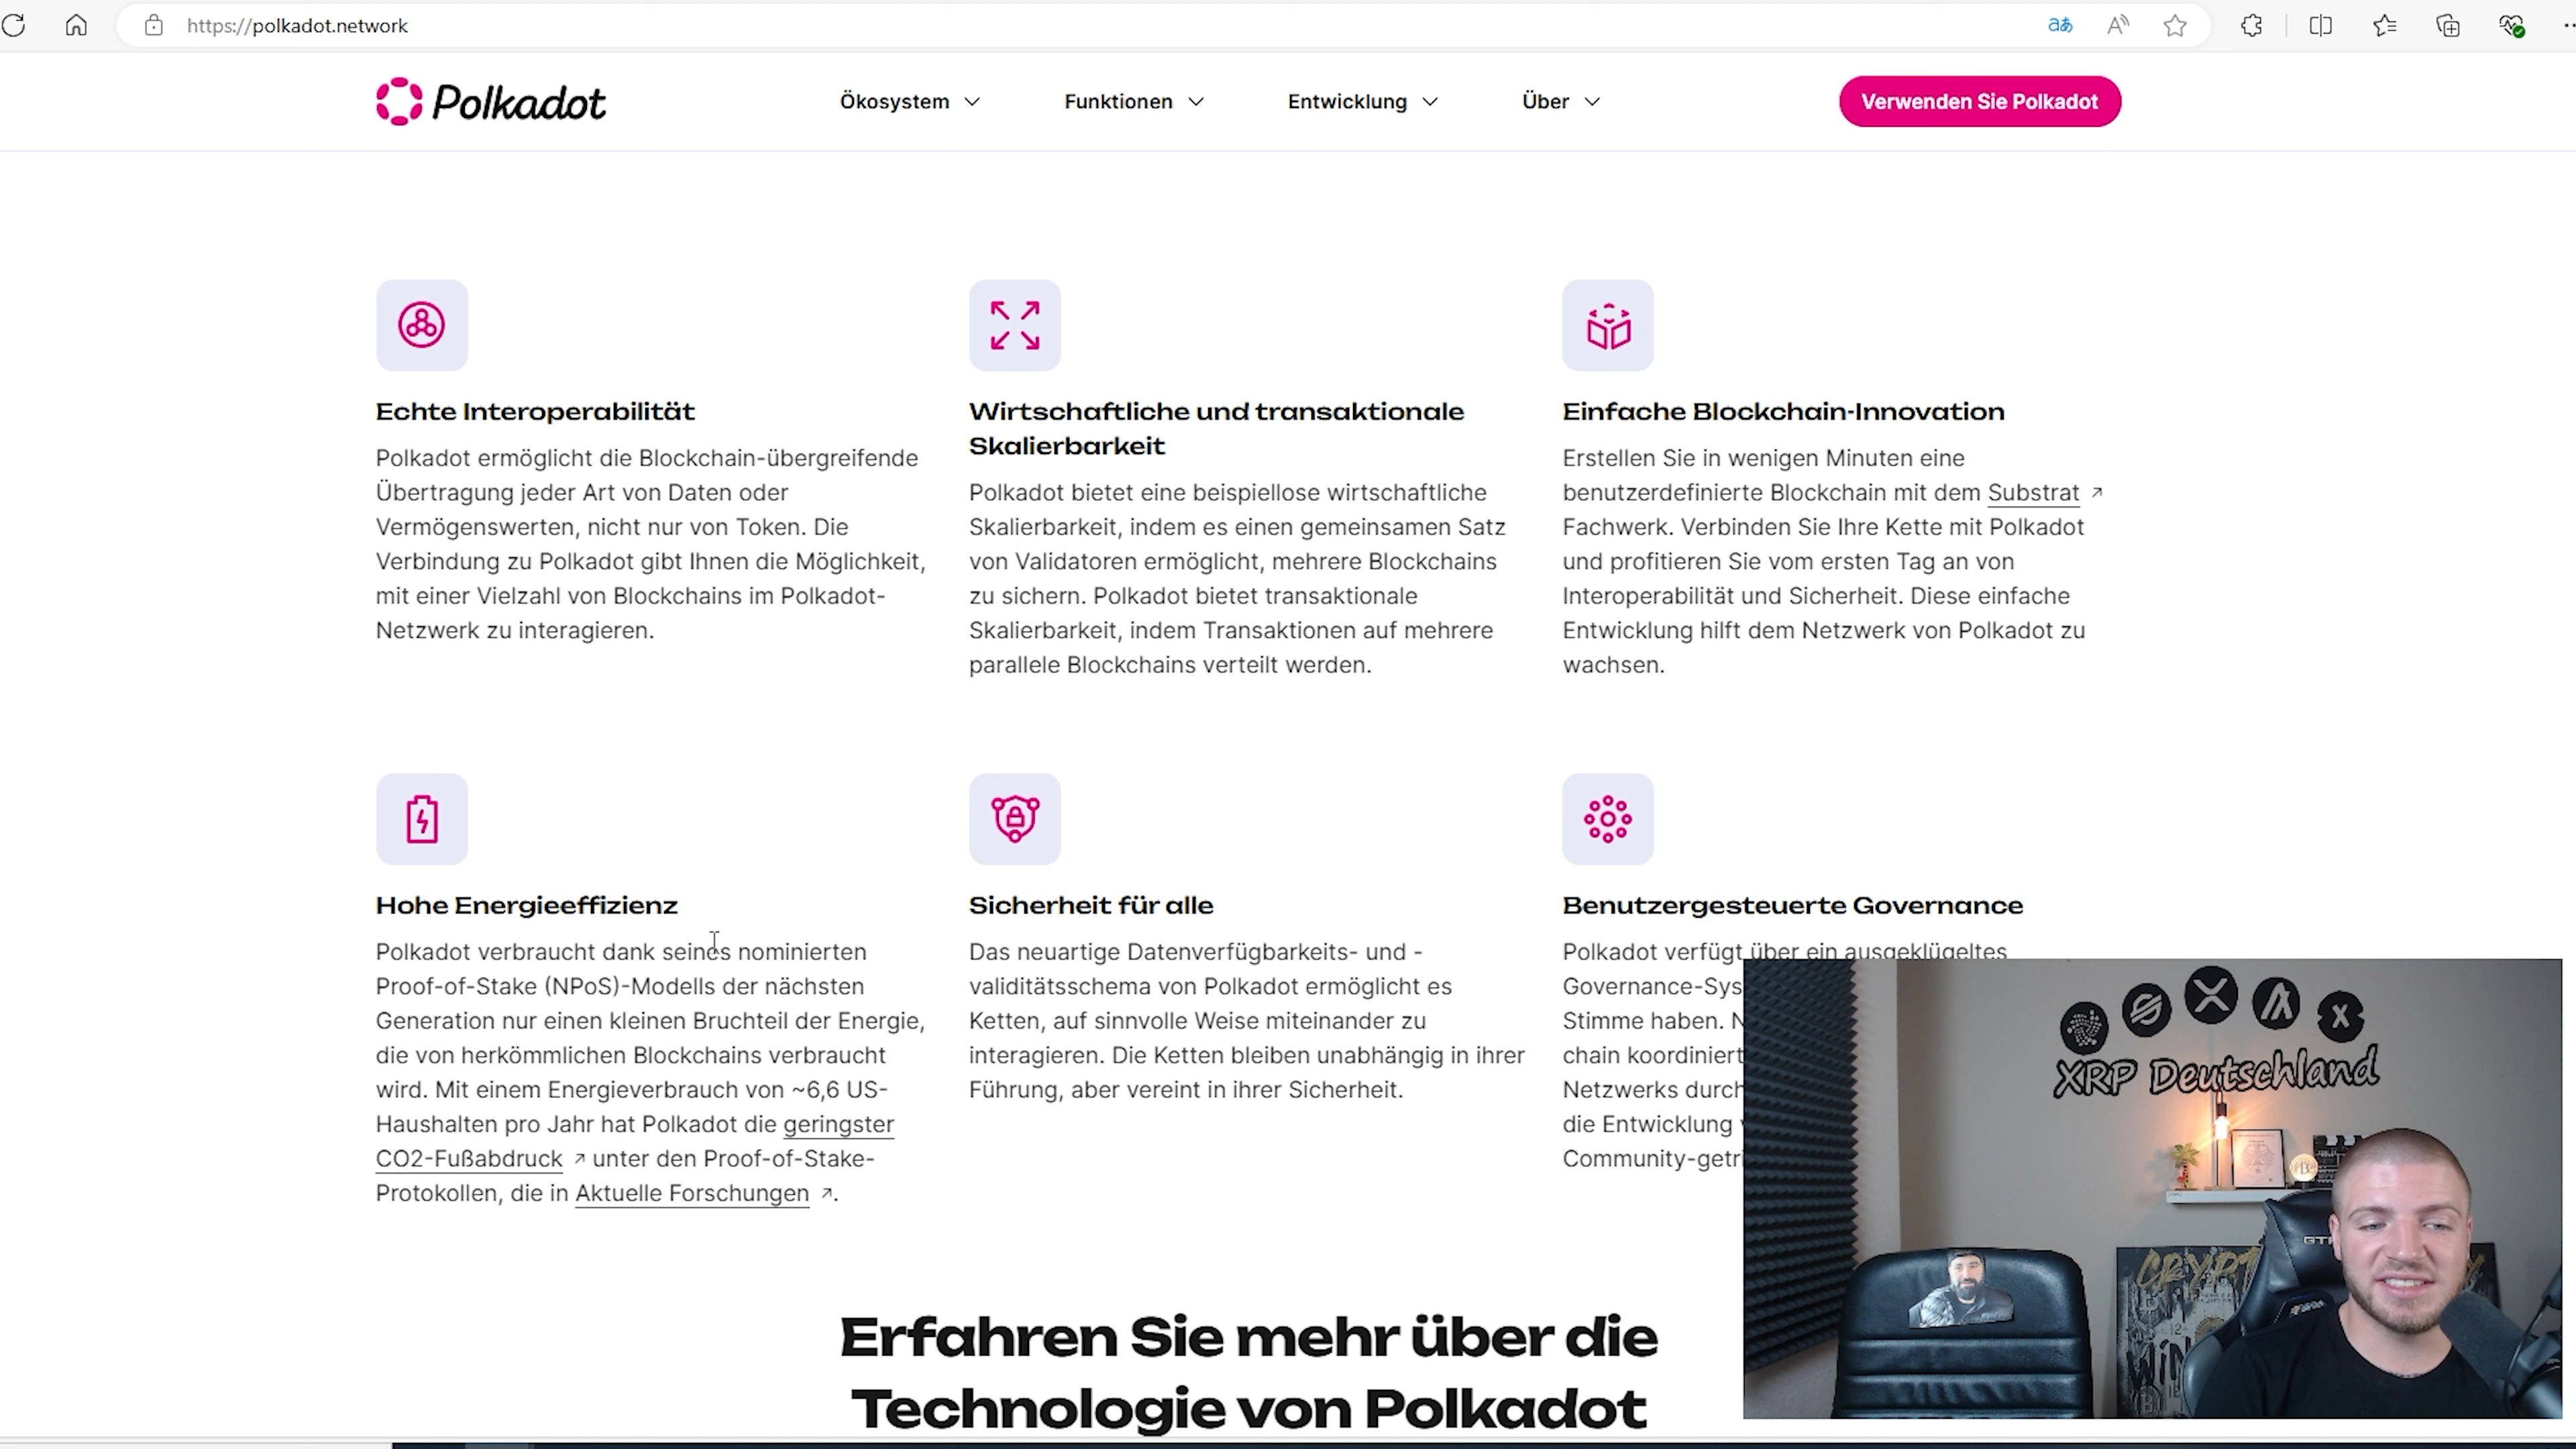 https://polkadot.network
Polkadot
Ökosystem
Funktionen
Entwicklung
Über
Verwenden Sie Polkadot
Echte Interoperabilität
Polkadot ermöglicht die Blockchain-übergreifende
Übertragung jeder Art von Daten oder
Vermögenswerten, nicht nur von Token. Die
Verbindung zu Polkadot gibt Ihnen die Möglichkeit,
mit einer Vielzahl von Blockchains im Polkadot-
Netzwerk zu interagieren.
Wirtschaftliche und transaktionale
Skalierbarkeit
Polkadot bietet eine beispiellose wirtschaftliche
Skalierbarkeit, indem es einen gemeinsamen Satz
von Validatoren ermöglicht, mehrere Blockchains
zu sichern. Polkadot bietet transaktionale
Skalierbarkeit, indem Transaktionen auf mehrere
parallele Blockchains verteilt werden.
Einfache Blockchain-Innovation
Erstellen Sie in wenigen Minuten eine
benutzerdefinierte Blockchain mit dem Substrat ↗
Fachwerk. Verbinden Sie Ihre Kette mit Polkadot
und profitieren Sie vom ersten Tag an von
Interoperabilität und Sicherheit. Diese einfache
Entwicklung hilft dem Netzwerk von Polkadot zu
wachsen.
Hohe Energieeffizienz
Polkadot verbraucht dank seines nominierten
Proof-of-Stake (NPoS)-Modells der nächsten
Generation nur einen kleinen Bruchteil der Energie,
die von herkömmlichen Blockchains verbraucht
wird. Mit einem Energieverbrauch von ~6,6 US-
Haushalten pro Jahr hat Polkadot die geringster
CO2-Fußabdruck ↗ unter den Proof-of-Stake-
Protokollen, die in Aktuelle Forschungen ↗.
Sicherheit für alle
Das neuartige Datenverfügbarkeits- und -
validitätsschema von Polkadot ermöglicht es
Ketten, auf sinnvolle Weise miteinander zu
interagieren. Die Ketten bleiben unabhängig in ihrer
Führung, aber vereint in ihrer Sicherheit.
Benutzergesteuerte Governance
Polkadot verfügt über ein ausgeklügeltes
Governance-Sys
Stimme haben. N
chain koordiniert
Netzwerks durch
die Entwicklung
Community-getri
XRP Deutschland
Erfahren Sie mehr über die
Technologie von Polkadot